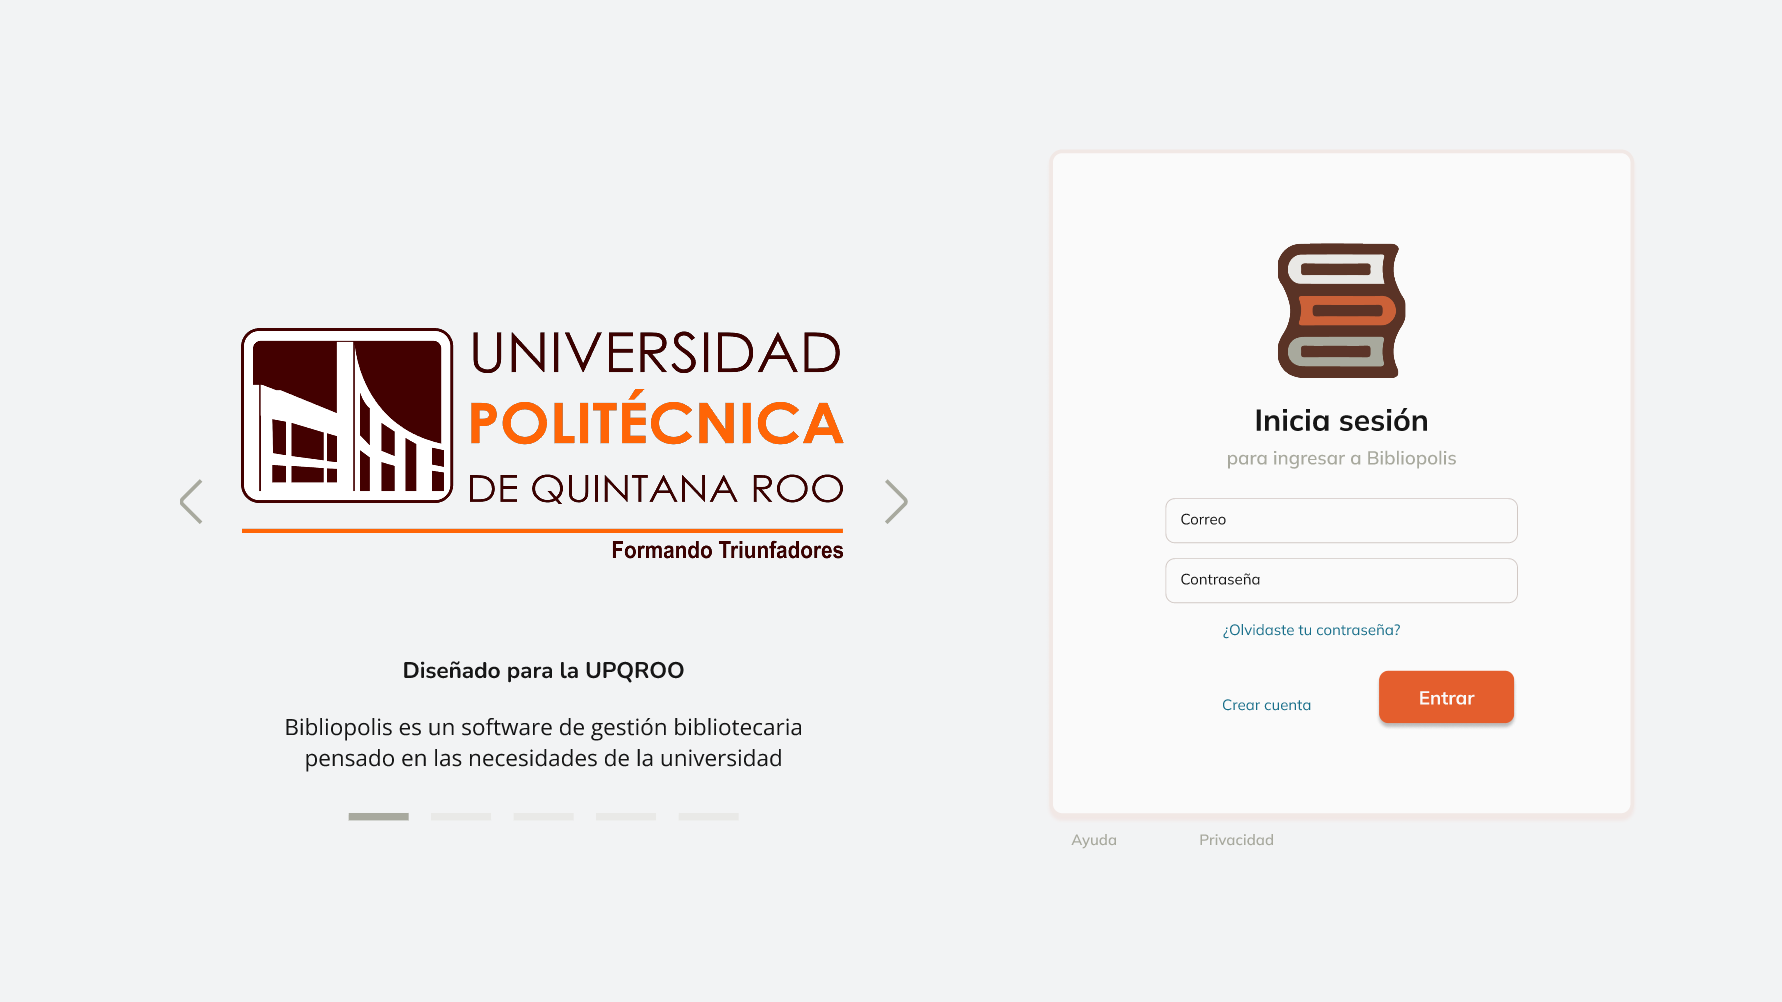 UNIVERSIDAD
POLITÉCNICA
DE QUINTANA ROO
Formando Triunfadores
Diseñado para la UPQROO
Bibliopolis es un software de gestión bibliotecaria
pensado en las necesidades de la universidad
Inicia sesión
para ingresar a Bibliopolis
Correo
Contraseña
¿Olvidaste tu contraseña?
Crear cuenta
Entrar
Ayuda
Privacidad